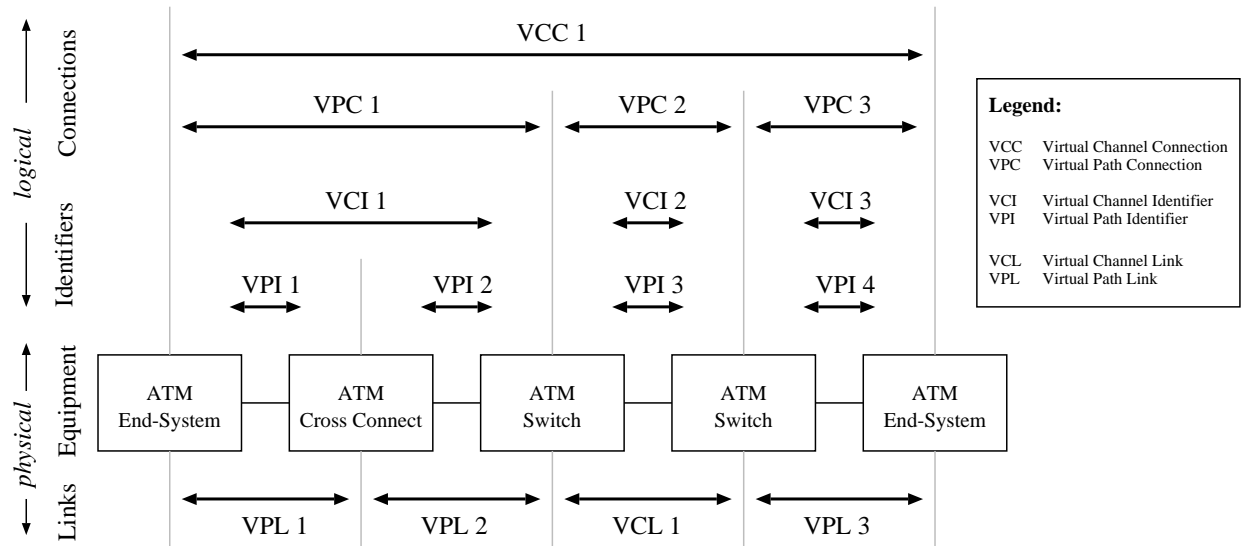 VCC 1
Connections
VPC 1 VPC 2 VPC 3
Legend:
VCC Virtual Channel Connection
VPC Virtual Path Connection
VCI Virtual Channel Identifier
VPI Virtual Path Identifier
VCL Virtual Channel Link
VPL Virtual Path Link
logical
VCI 1 VCI 2 VCI 3
Identifiers
VPI 1 VPI 2 VPI 3 VPI 4
physical
Equipment
ATM
End-System
ATM
Cross Connect
ATM
Switch
ATM
Switch
ATM
End-System
Links
VPL 1 VPL 2 VCL 1 VPL 3